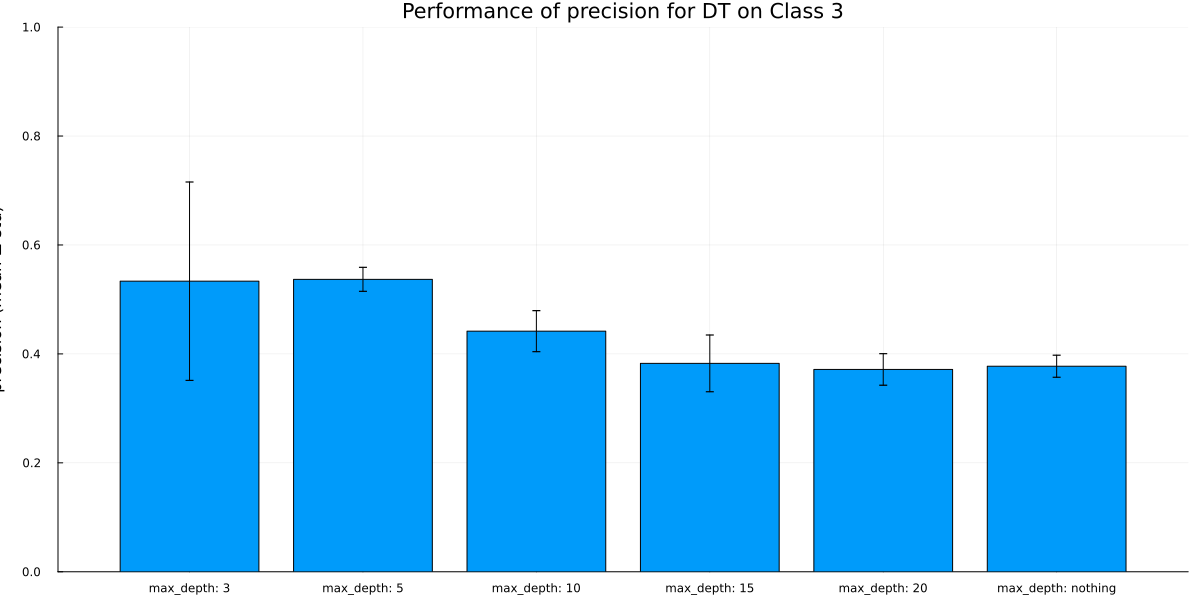 Performance of precision for DT on Class 3
1.0
0.8
0.6
0.4
0.2
0.0
max_depth: 3
max_depth: 5
max_depth: 10
max_depth: 15
max_depth: 20
max_depth: nothing